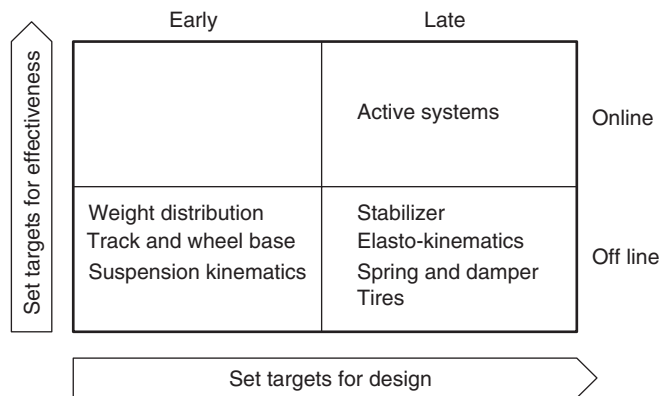 Early
Late
Set targets for effectiveness
Active systems
Online
Weight distribution
Track and wheel base
Suspension kinematics
Stabilizer
Elasto-kinematics
Spring and damper
Tires
Off line
Set targets for design